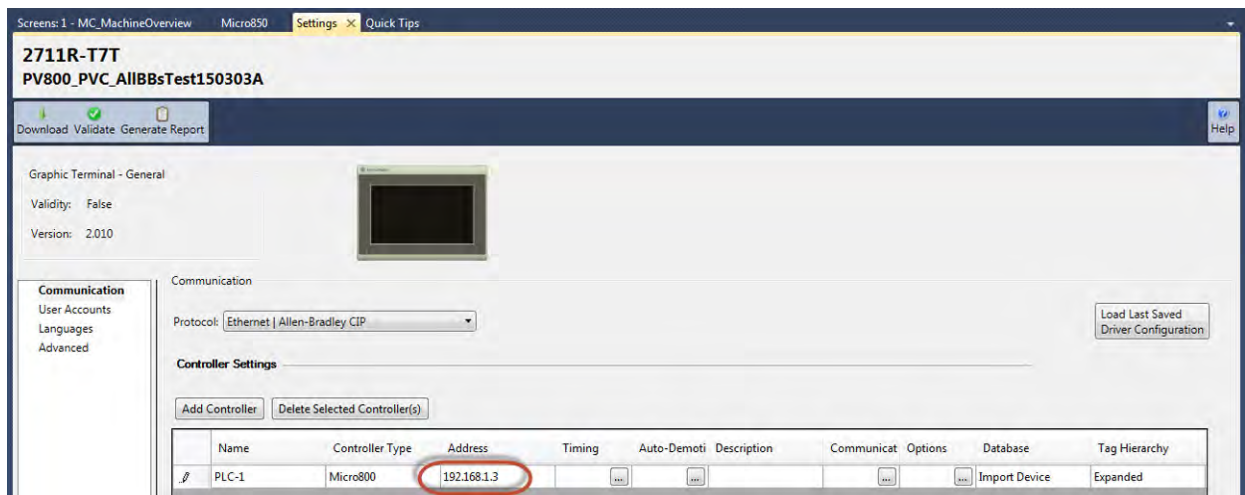 Screens: 1 - MC_MachineOverview Micro850 Settings Quick Tips
2711R-T7T
PV800_PVC_AllBBsTest150303A
Download Validate Generate Report Help
Graphic Terminal - General
Validity: False
Version: 2.010
Communication
User Accounts
Languages
Advanced
Communication
Protocol: Ethernet | Allen-Bradley CIP
Load Last Saved
Driver Configuration
Controller Settings
Add Controller Delete Selected Controller(s)
Name Controller Type Address Timing Auto-Demoti Description Communicat Options Database Tag Hierarchy
PLC-1 Micro800 192.168.1.3 ... ... ... ... Import Device Expanded